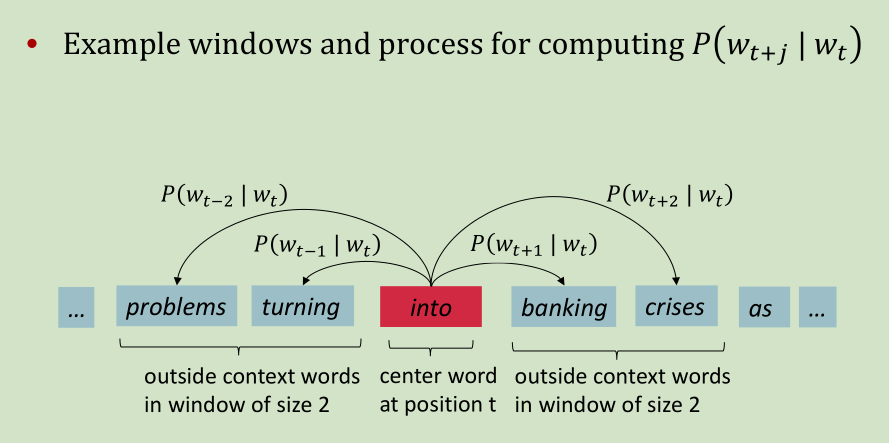 • Example windows and process for computing P(w_{t+j} | w_t)
P(w_{t−2} | w_t)
P(w_{t+2} | w_t)
P(w_{t−1} | w_t)
P(w_{t+1} | w_t)
... problems turning into banking crises as ...
outside context words
in window of size 2
center word
at position t
outside context words
in window of size 2